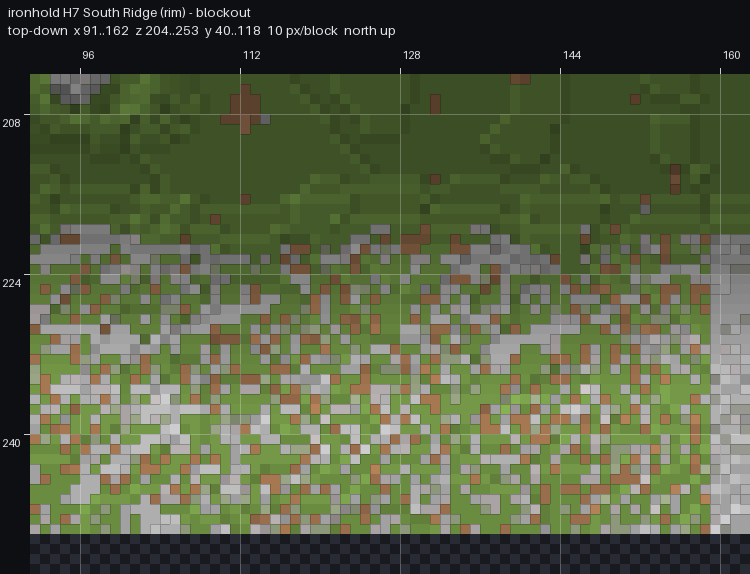 ironhold H7 South Ridge (rim) - blockout
top-down x 91..162 z 204..253 y 40..118 10 px/block north up
96 112 128 144 160
208
224
240